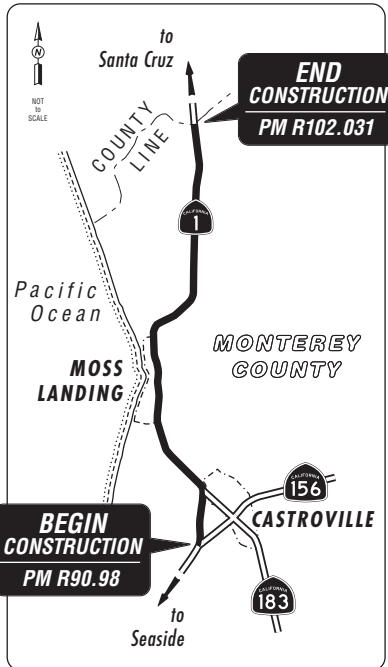 N
NOT
to
SCALE
to
Santa Cruz
END
CONSTRUCTION
PM R102.031
COUNTY
LINE
CALIFORNIA
1
Pacific
Ocean
MONTEREY
COUNTY
MOSS
LANDING
CALIFORNIA
156
CASTROVILLE
BEGIN
CONSTRUCTION
PM R90.98
CALIFORNIA
183
to
Seaside